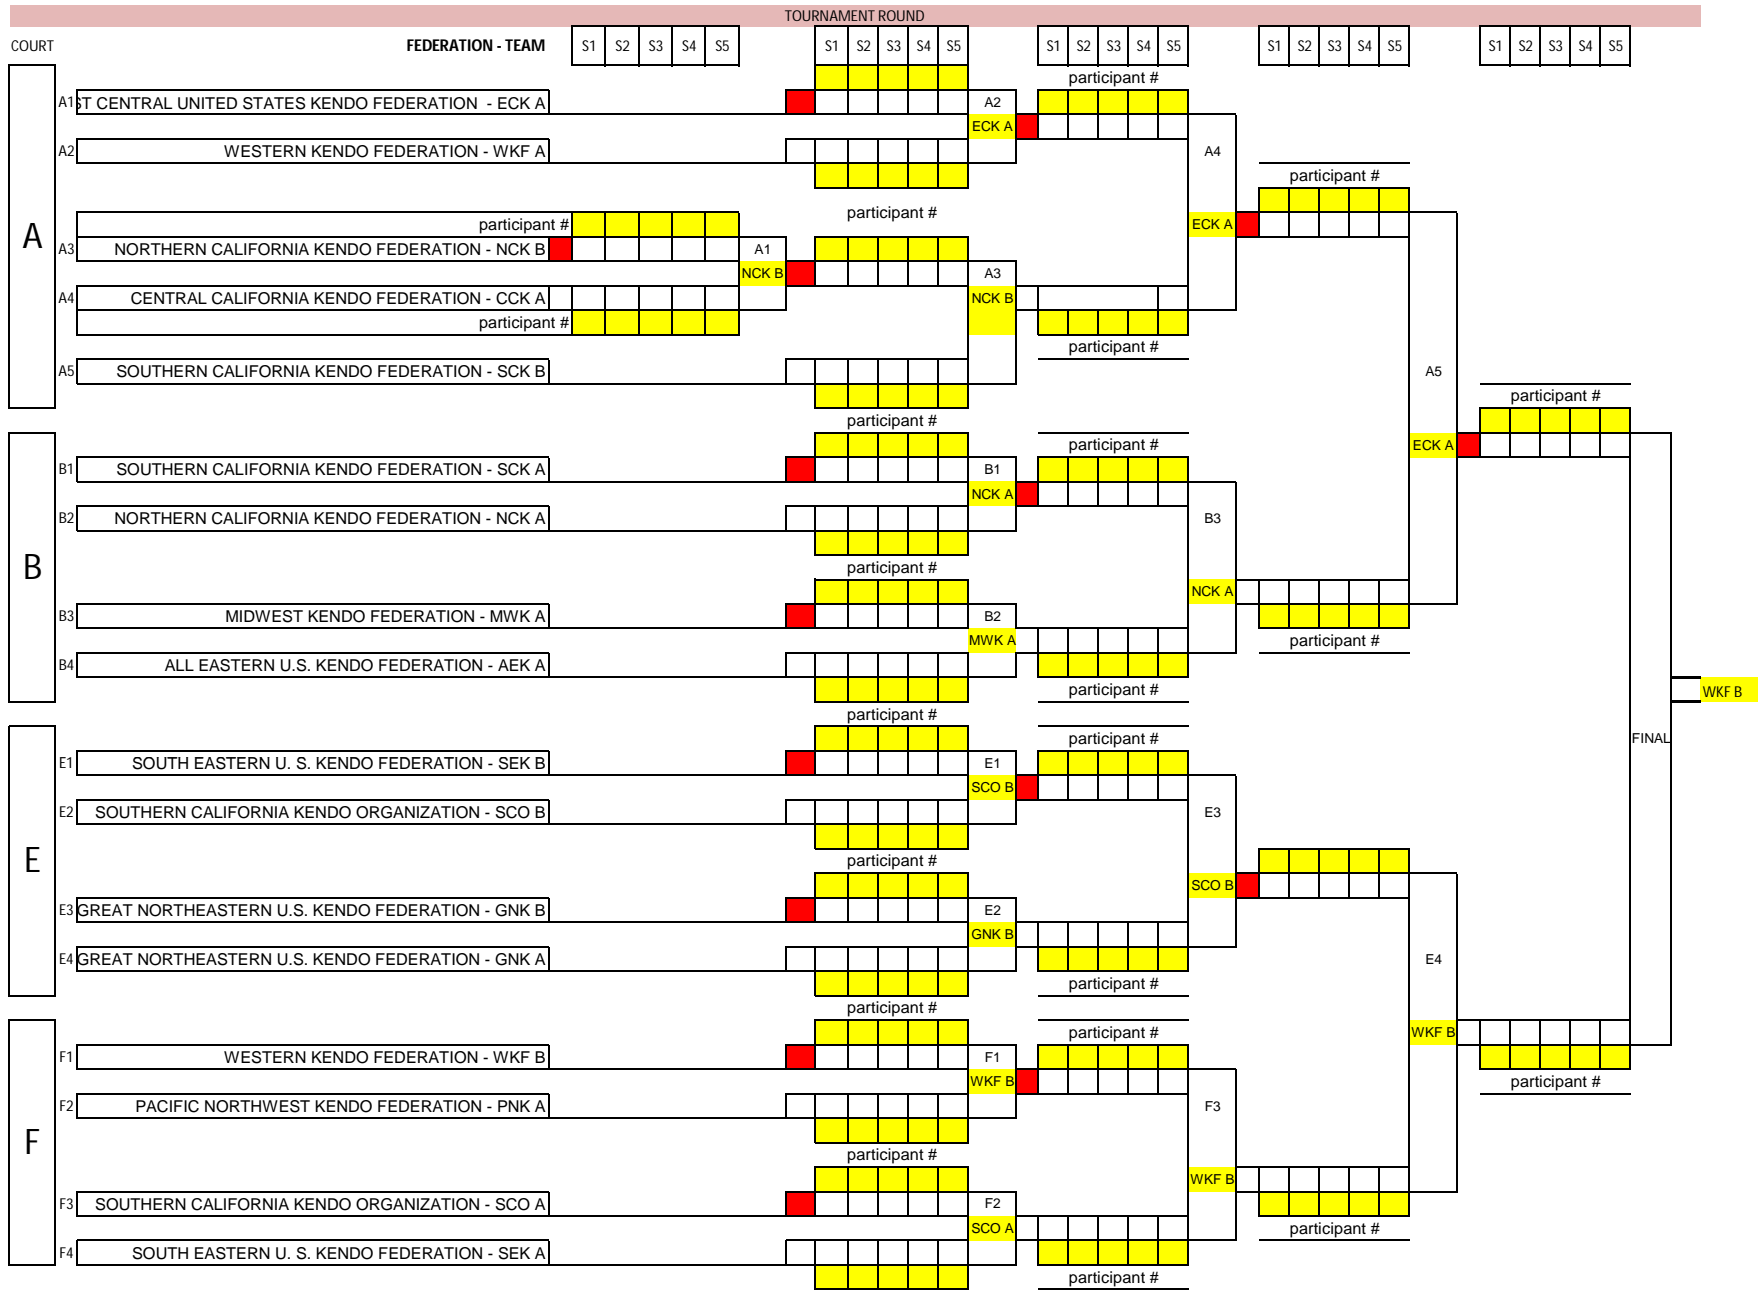 TOURNAMENT ROUND
COURT FEDERATION - TEAM S1 S2 S3 S4 S5 S1 S2 S3 S4 S5 S1 S2 S3 S4 S5 S1 S2 S3 S4 S5 S1 S2 S3 S4 S5
participant #
A1 ST CENTRAL UNITED STATES KENDO FEDERATION - ECK A A2
ECK A
A2 WESTERN KENDO FEDERATION - WKF A A4
participant #
participant #
participant # ECK A
A
A3 NORTHERN CALIFORNIA KENDO FEDERATION - NCK B A1
NCK B A3
A4 CENTRAL CALIFORNIA KENDO FEDERATION - CCK A NCK B
participant #
participant #
A5 SOUTHERN CALIFORNIA KENDO FEDERATION - SCK B A5
participant #
participant #
participant # ECK A
B1 SOUTHERN CALIFORNIA KENDO FEDERATION - SCK A B1
NCK A
B2 NORTHERN CALIFORNIA KENDO FEDERATION - NCK A B3
B
participant #
NCK A
B3 MIDWEST KENDO FEDERATION - MWK A B2
MWK A participant #
B4 ALL EASTERN U.S. KENDO FEDERATION - AEK A
participant # WKF B
participant #
participant # FINAL
E1 SOUTH EASTERN U. S. KENDO FEDERATION - SEK B E1
SCO B
E2 SOUTHERN CALIFORNIA KENDO ORGANIZATION - SCO B E3
E
participant #
SCO B
E3 GREAT NORTHEASTERN U.S. KENDO FEDERATION - GNK B E2
GNK B
E4 GREAT NORTHEASTERN U.S. KENDO FEDERATION - GNK A E4
participant #
participant #
participant # WKF B
F1 WESTERN KENDO FEDERATION - WKF B F1
WKF B participant #
F2 PACIFIC NORTHWEST KENDO FEDERATION - PNK A F3
F
participant #
WKF B
F3 SOUTHERN CALIFORNIA KENDO ORGANIZATION - SCO A F2
SCO A participant #
F4 SOUTH EASTERN U. S. KENDO FEDERATION - SEK A
participant #